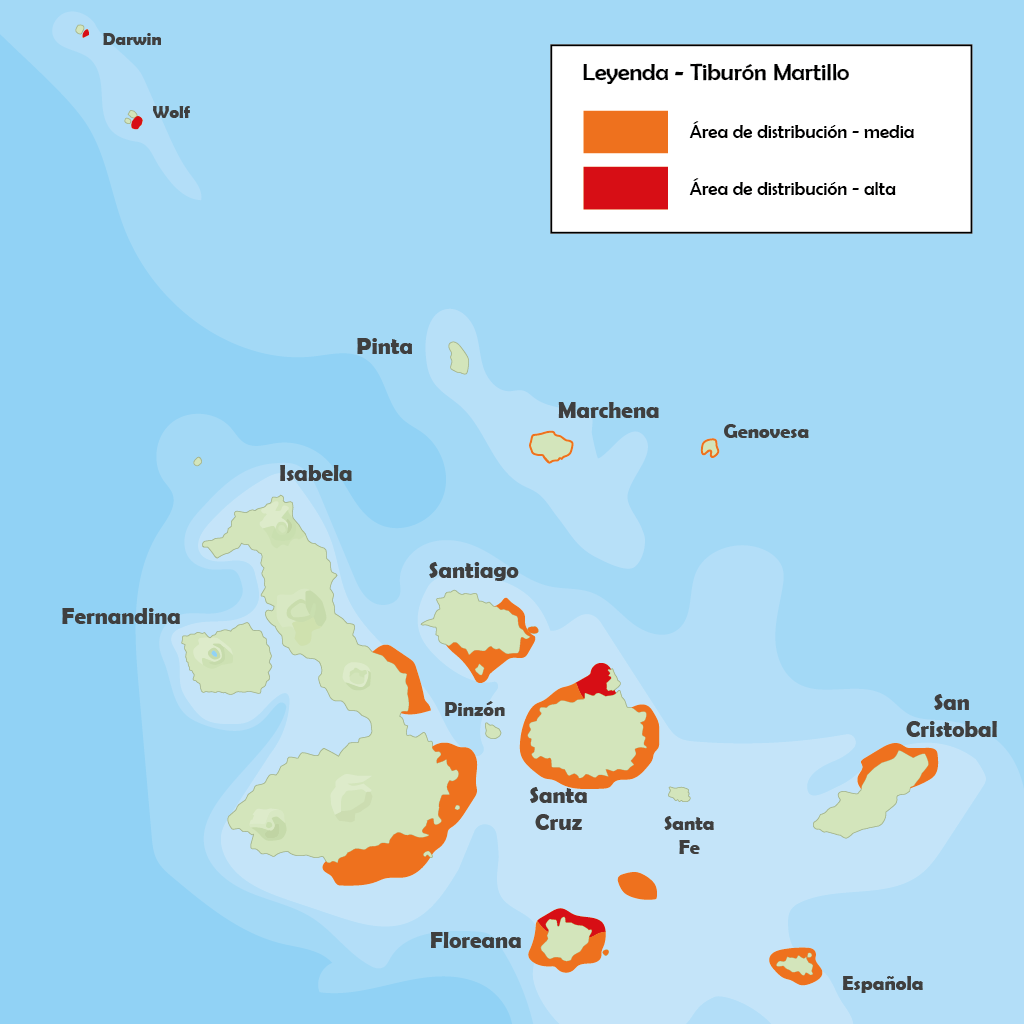 Darwin
Wolf
Leyenda - Tiburón Martillo
Área de distribución - media
Área de distribución - alta
Pinta
Marchena
Genovesa
Isabela
Santiago
Fernandina
Pinzón
San
Cristobal
Santa
Cruz
Santa
Fe
Floreana
Española